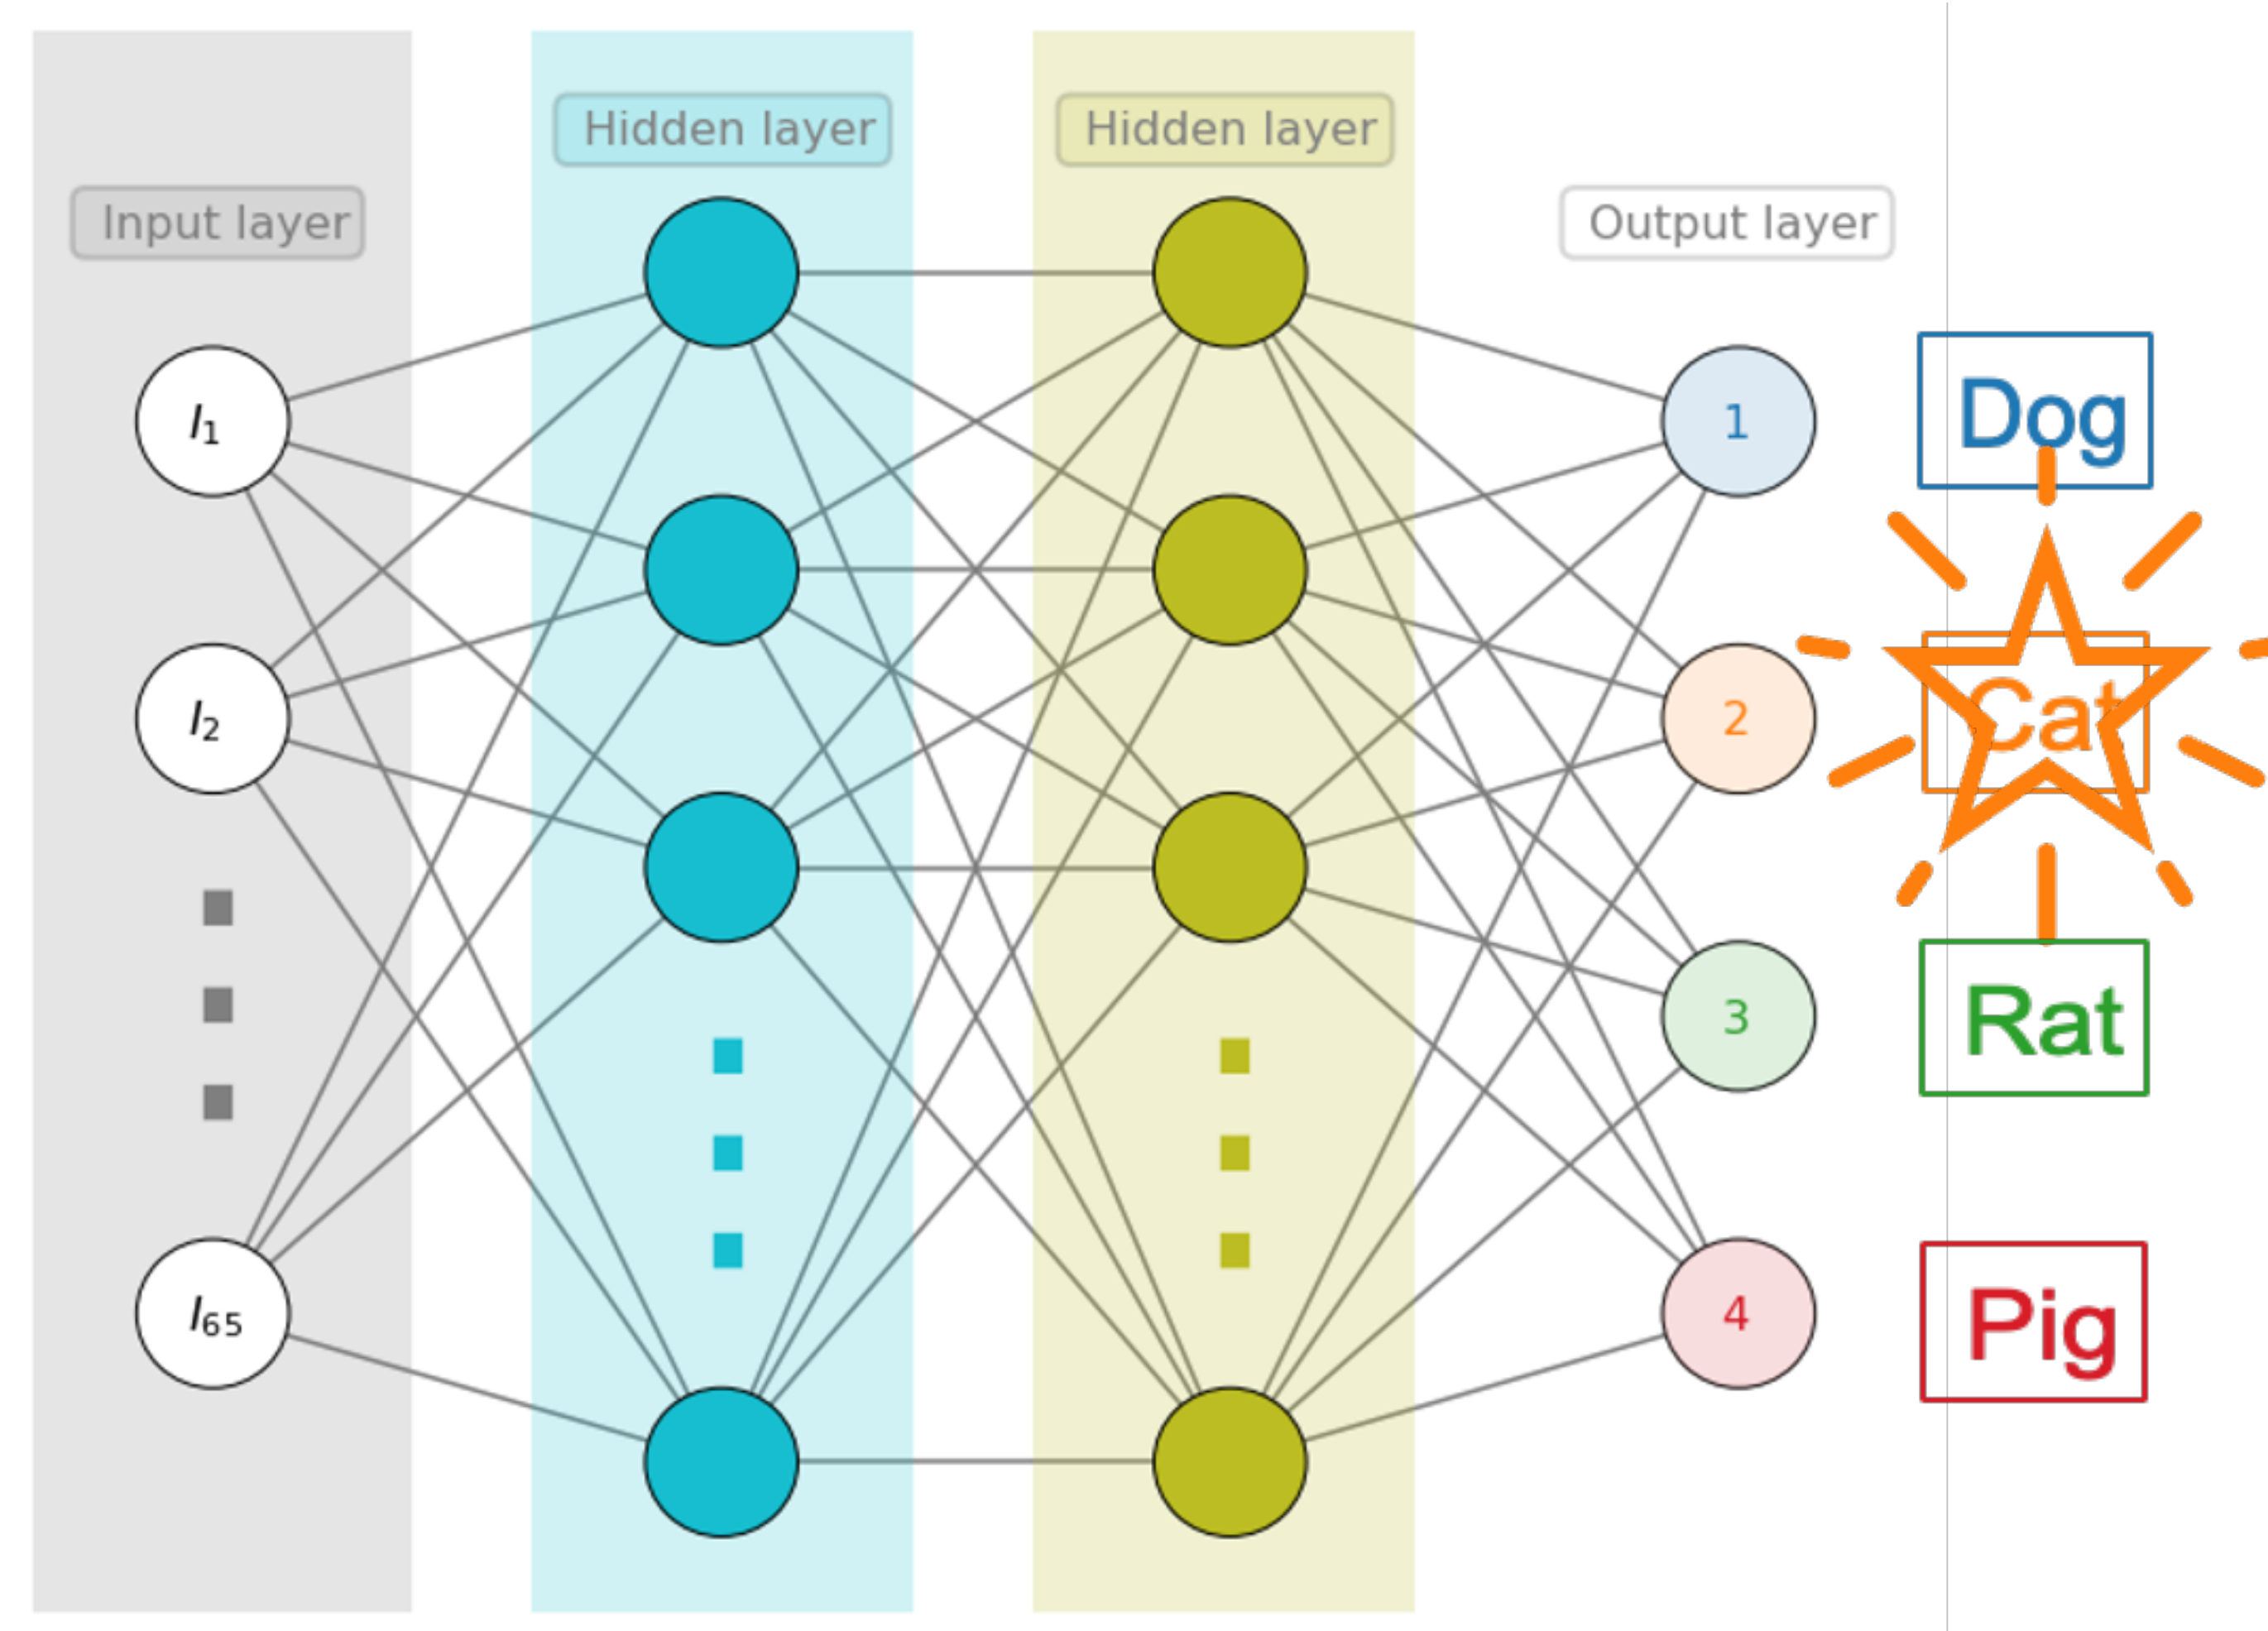 Input layer
Hidden layer
Hidden layer
Output layer
I1
I2
I65
1
2
3
4
Dog
Cat
Rat
Pig